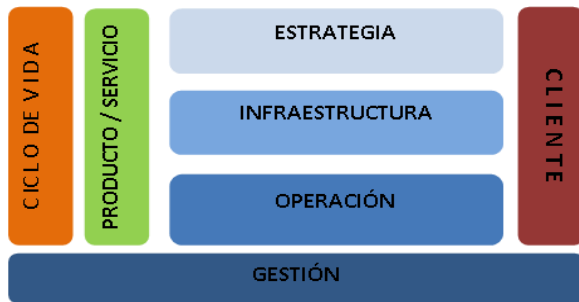 CICLO DE VIDA
PRODUCTO / SERVICIO
ESTRATEGIA
INFRAESTRUCTURA
OPERACIÓN
CLIENTE
GESTIÓN